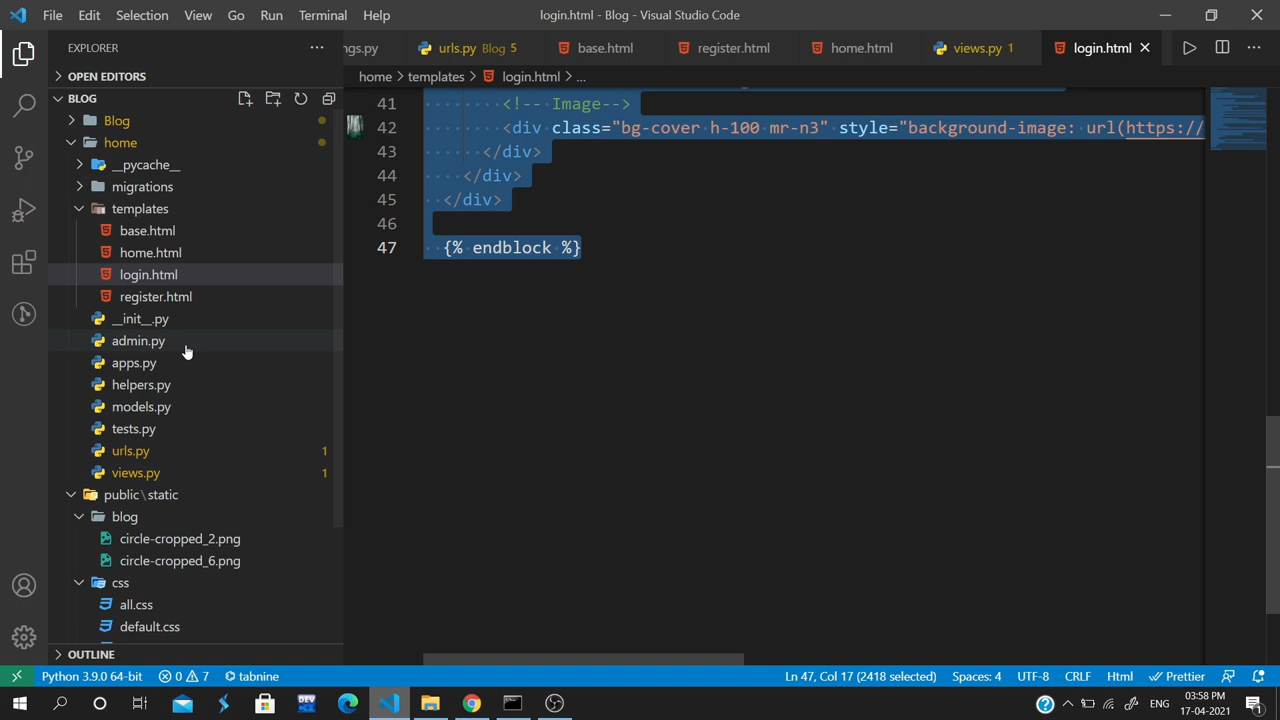 File Edit Selection View Go Run Terminal Help login.html - Blog - Visual Studio Code
EXPLORER
ngs.py urls.py Blog 5 base.html register.html home.html views.py 1 login.html
OPEN EDITORS
home > templates > login.html > ...
BLOG
Blog
home
__pycache__
migrations
templates
base.html
home.html
login.html
register.html
__init__.py
admin.py
apps.py
helpers.py
models.py
tests.py
urls.py 1
views.py 1
public\static
blog
circle-cropped_2.png
circle-cropped_6.png
css
all.css
default.css
OUTLINE
41 <!-- Image-->
42 <div class="bg-cover h-100 mr-n3" style="background-image: url(https://
43 </div>
44 </div>
45 </div>
46
47 {% endblock %}
Python 3.9.0 64-bit 0 7 tabnine Ln 47, Col 17 (2418 selected) Spaces: 4 UTF-8 CRLF Html Prettier
DEV ENG 03:58 PM
17-04-2021 1